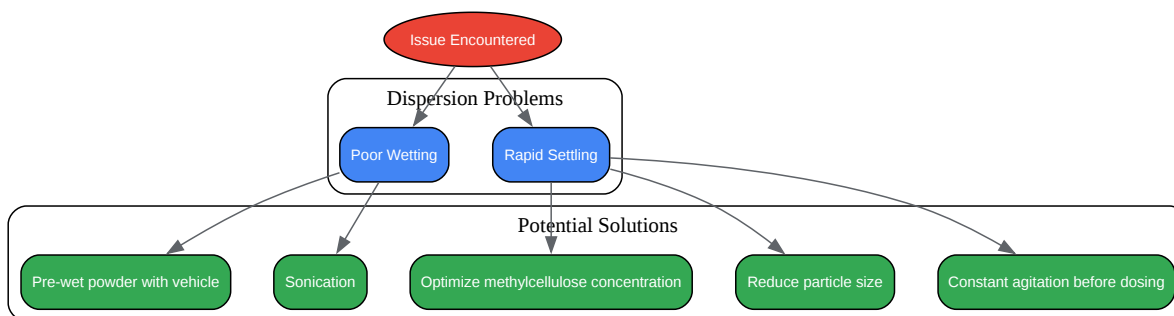 Issue Encountered
Dispersion Problems
Poor Wetting
Rapid Settling
Potential Solutions
Pre-wet powder with vehicle
Sonication
Optimize methylcellulose concentration
Reduce particle size
Constant agitation before dosing